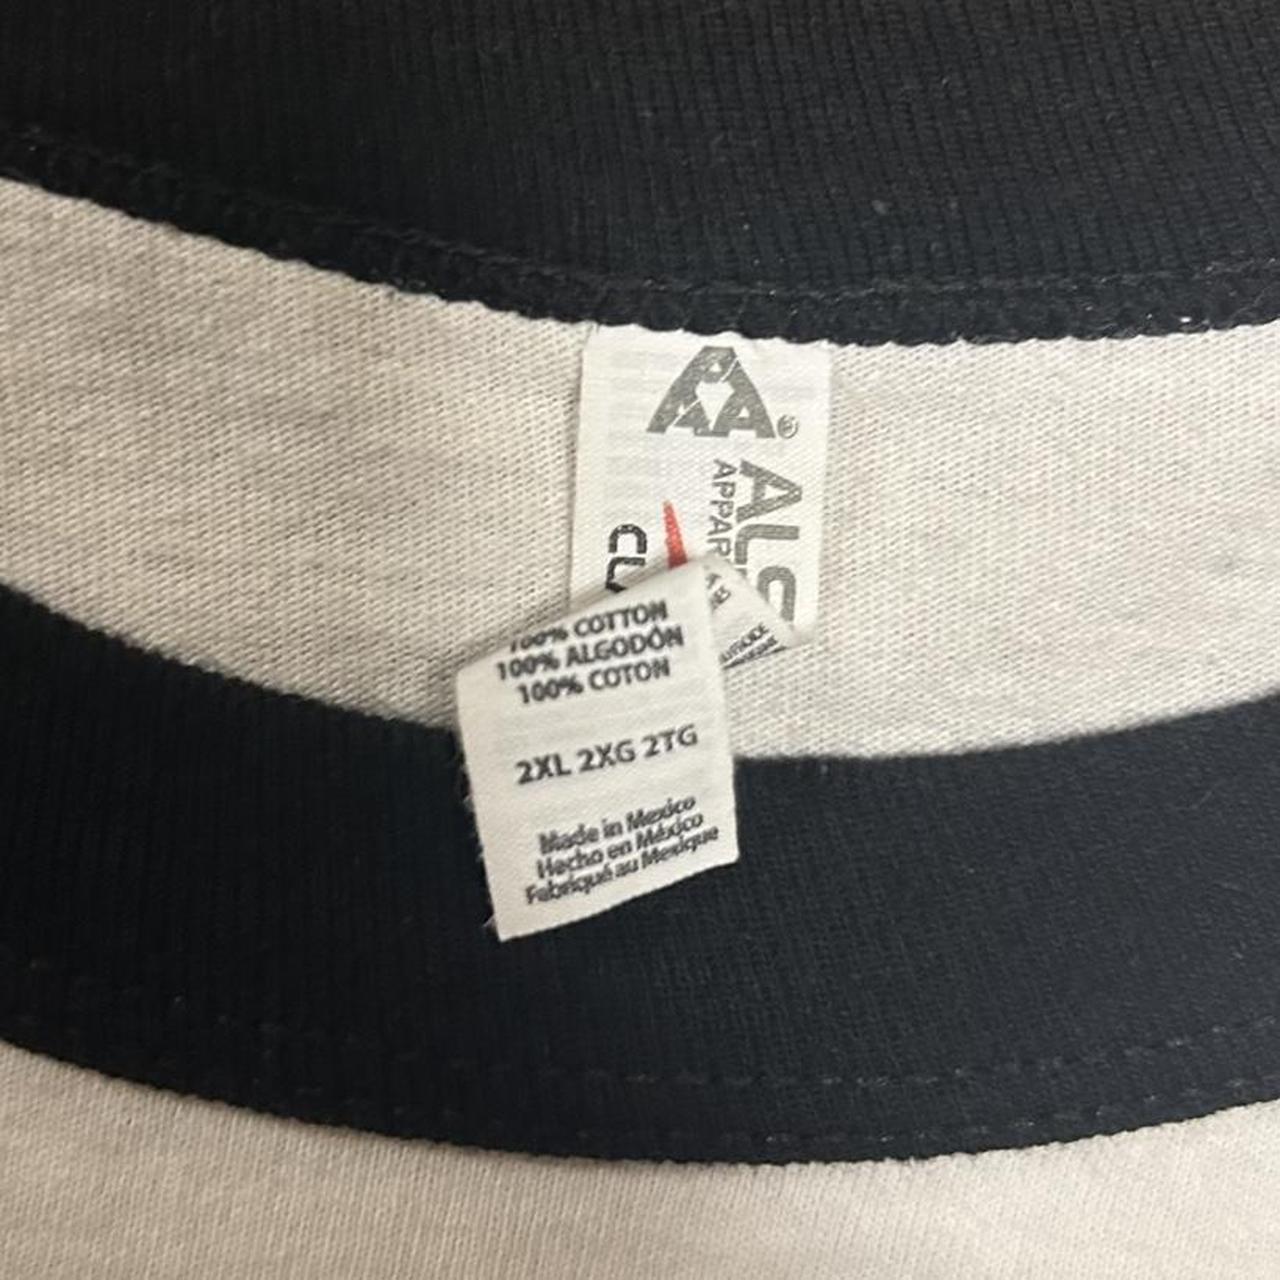 AAA®
ALS
APPAR
CL
100% COTTON
100% ALGODÓN
100% COTON
2XL 2XG 2TG
Made in Mexico
Hecho en México
Fabriqué au Mexique